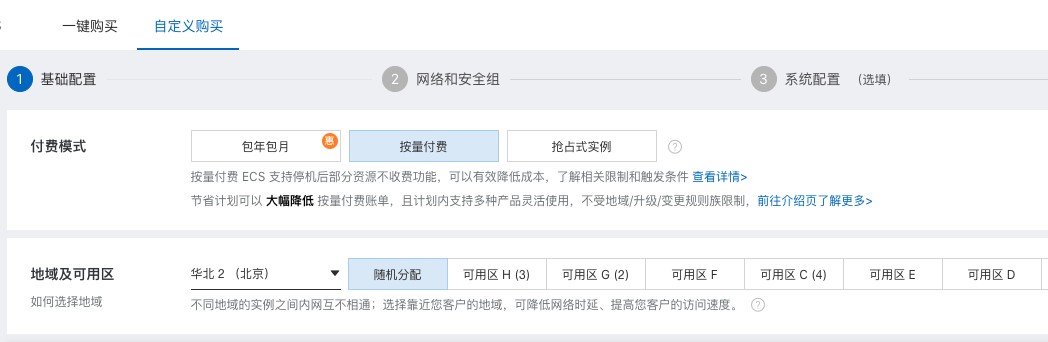 一键购买 自定义购买
1 基础配置 2 网络和安全组 3 系统配置 （选填）
付费模式 包年包月 惠 按量付费 抢占式实例 ?
按量付费 ECS 支持停机后部分资源不收费功能，可以有效降低成本，了解相关限制和触发条件 查看详情>
节省计划可以 大幅降低 按量付费账单，且计划内支持多种产品灵活使用，不受地域/升级/变更规则族限制，前往介绍页了解更多>
地域及可用区 华北 2 （北京） 随机分配 可用区 H (3) 可用区 G (2) 可用区 F 可用区 C (4) 可用区 E 可用区 D
如何选择地域 不同地域的实例之间内网互不相通；选择靠近您客户的地域，可降低网络时延、提高您客户的访问速度。 ?